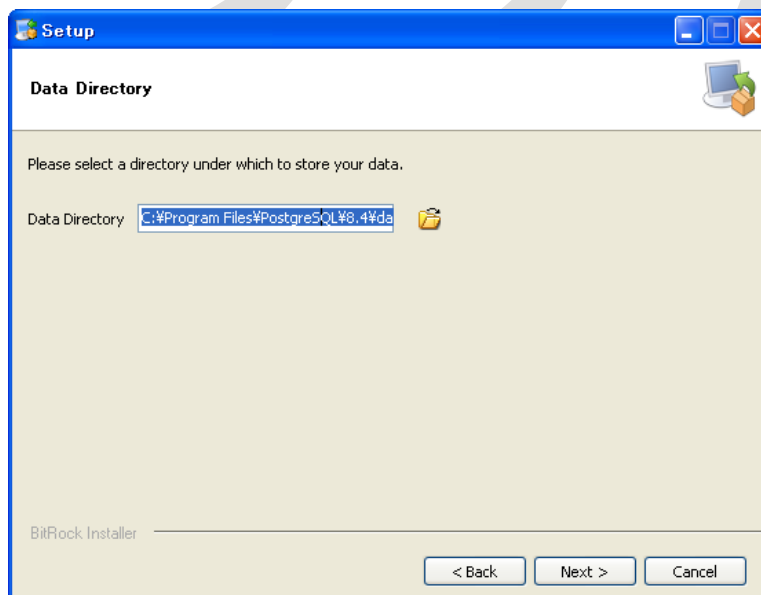 Setup
Data Directory
Please select a directory under which to store your data.
Data Directory C:¥Program Files¥PostgreSQL¥8.4¥da
BitRock Installer
< Back Next > Cancel